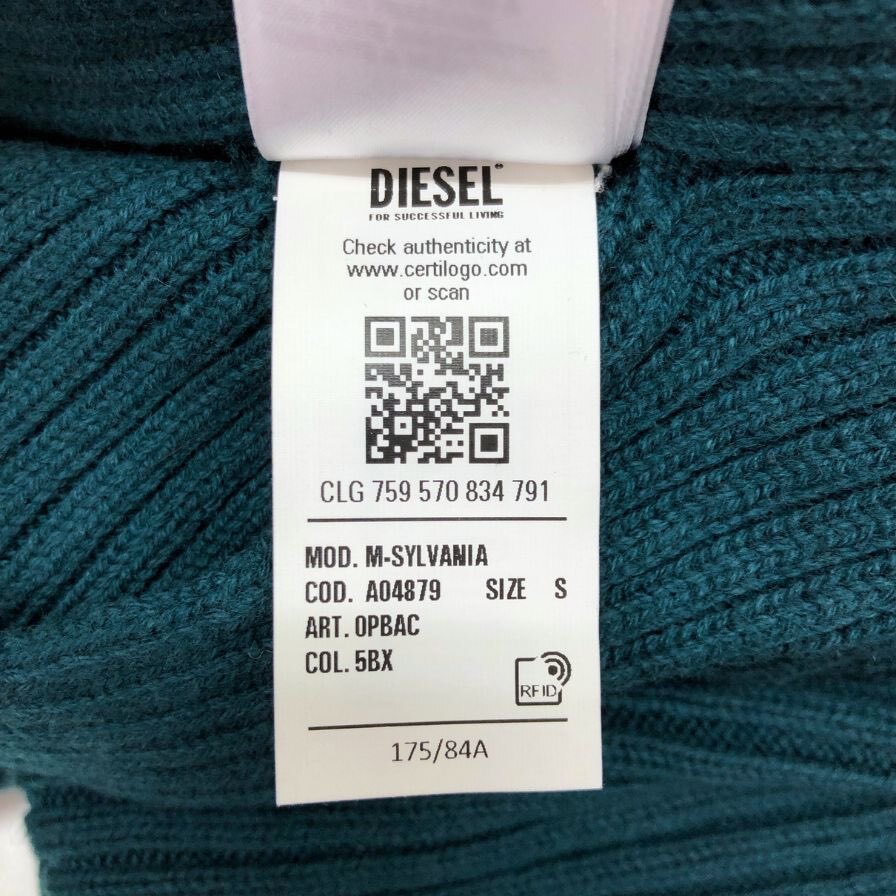 DIESEL
FOR SUCCESSFUL LIVING
Check authenticity at
www.certilogo.com
or scan
CLG 759 570 834 791
MOD. M-SYLVANIA
COD. A04879 SIZE S
ART. 0PBAC
COL. 5BX
RFID
175/84A